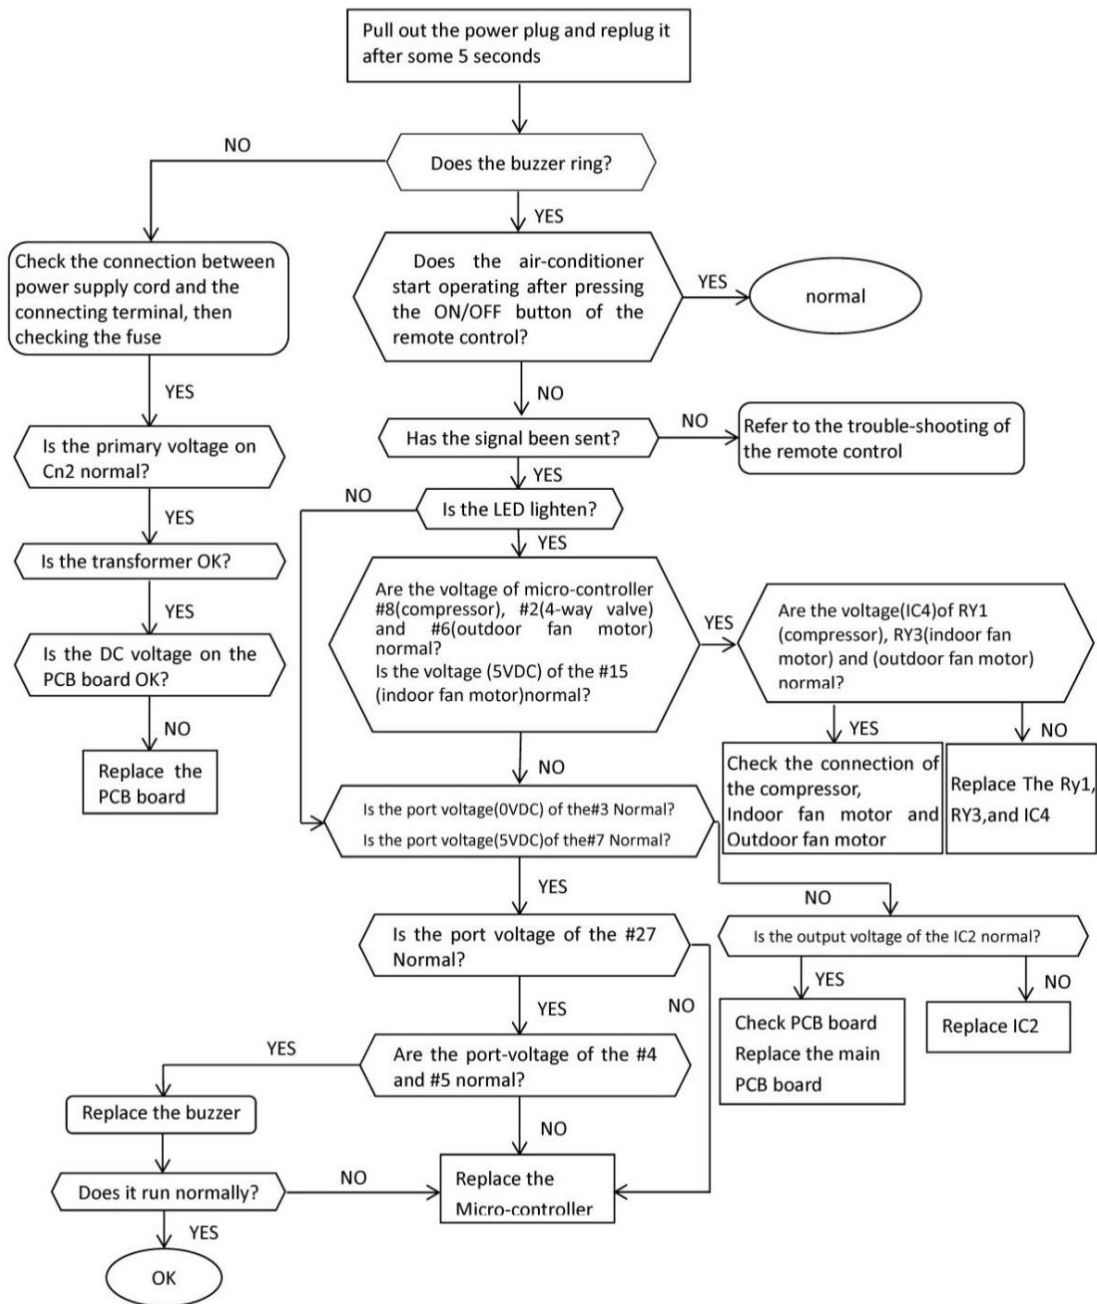 Pull out the power plug and replug it
after some 5 seconds
NO
Does the buzzer ring?
YES
Check the connection between
power supply cord and the
connecting terminal, then
checking the fuse
Does the air-conditioner
start operating after pressing
the ON/OFF button of the
remote control?
YES
normal
YES
NO
Is the primary voltage on
Cn2 normal?
Has the signal been sent?
NO
Refer to the trouble-shooting of
the remote control
YES
NO
Is the LED lighten?
YES
YES
Is the transformer OK?
YES
Is the DC voltage on the
PCB board OK?
NO
Replace the
PCB board
Are the voltage of micro-controller
#8(compressor), #2(4-way valve)
and #6(outdoor fan motor)
normal?
Is the voltage (5VDC) of the #15
(indoor fan motor)normal?
YES
Are the voltage(IC4)of RY1
(compressor), RY3(indoor fan
motor) and (outdoor fan motor)
normal?
YES
NO
Check the connection of
the compressor,
Indoor fan motor and
Outdoor fan motor
Replace The Ry1,
RY3,and IC4
NO
Is the port voltage(0VDC) of the#3 Normal?
Is the port voltage(5VDC)of the#7 Normal?
YES
NO
Is the port voltage of the #27
Normal?
Is the output voltage of the IC2 normal?
YES
NO
YES
NO
Check PCB board
Replace the main
PCB board
Replace IC2
Are the port-voltage of the #4
and #5 normal?
YES
Replace the buzzer
NO
Does it run normally?
NO
Replace the
Micro-controller
YES
OK